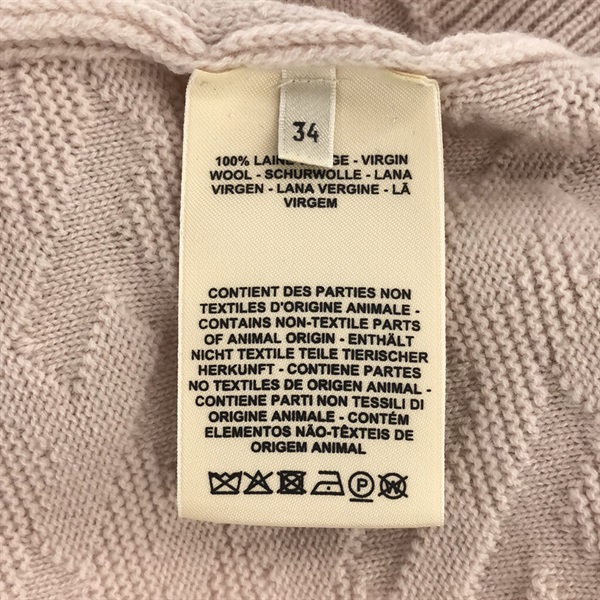 34
100% LAINE - VIRGIN
WOOL - SCHURWOLLE - LANA
VIRGEN - LANA VERGINE - LÃ
VIRGEM
CONTIENT DES PARTIES NON
TEXTILES D'ORIGINE ANIMALE -
CONTAINS NON-TEXTILE PARTS
OF ANIMAL ORIGIN - ENTHÄLT
NICHT TEXTILE TEILE TIERISCHER
HERKUNFT - CONTIENE PARTES
NO TEXTILES DE ORIGEN ANIMAL -
CONTIENE PARTI NON TESSILI DI
ORIGINE ANIMALE - CONTÉM
ELEMENTOS NÃO-TÊXTEIS DE
ORIGEM ANIMAL
P W